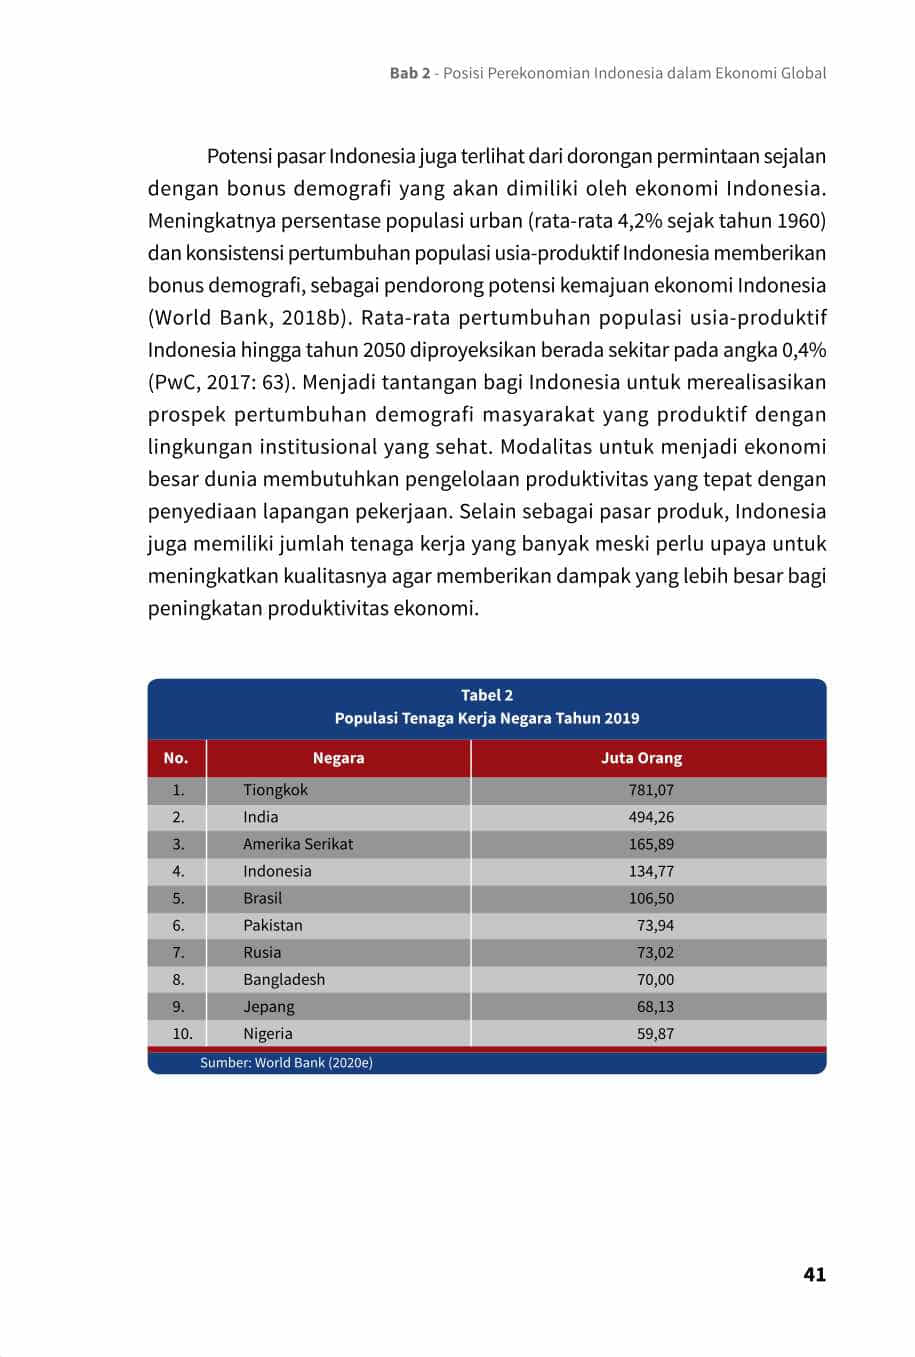 Bab 2 - Posisi Perekonomian Indonesia dalam Ekonomi Global
Potensi pasar Indonesia juga terlihat dari dorongan permintaan sejalan
dengan bonus demografi yang akan dimiliki oleh ekonomi Indonesia.
Meningkatnya persentase populasi urban (rata-rata 4,2% sejak tahun 1960)
dan konsistensi pertumbuhan populasi usia-produktif Indonesia memberikan
bonus demografi, sebagai pendorong potensi kemajuan ekonomi Indonesia
(World Bank, 2018b). Rata-rata pertumbuhan populasi usia-produktif
Indonesia hingga tahun 2050 diproyeksikan berada sekitar pada angka 0,4%
(PwC, 2017: 63). Menjadi tantangan bagi Indonesia untuk merealisasikan
prospek pertumbuhan demografi masyarakat yang produktif dengan
lingkungan institusional yang sehat. Modalitas untuk menjadi ekonomi
besar dunia membutuhkan pengelolaan produktivitas yang tepat dengan
penyediaan lapangan pekerjaan. Selain sebagai pasar produk, Indonesia
juga memiliki jumlah tenaga kerja yang banyak meski perlu upaya untuk
meningkatkan kualitasnya agar memberikan dampak yang lebih besar bagi
peningkatan produktivitas ekonomi.
Tabel 2
Populasi Tenaga Kerja Negara Tahun 2019
No. Negara Juta Orang
1. Tiongkok 781,07
2. India 494,26
3. Amerika Serikat 165,89
4. Indonesia 134,77
5. Brasil 106,50
6. Pakistan 73,94
7. Rusia 73,02
8. Bangladesh 70,00
9. Jepang 68,13
10. Nigeria 59,87
Sumber: World Bank (2020e)
41